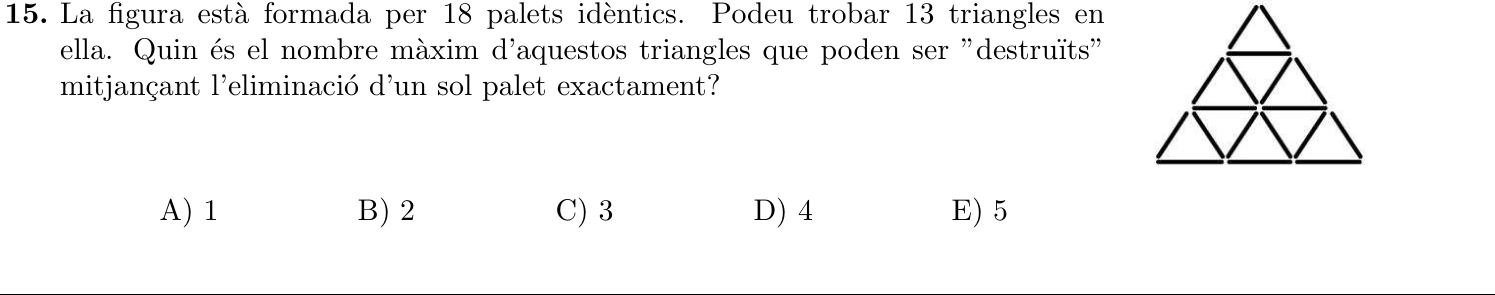 15. La figura està formada per 18 palets idèntics. Podeu trobar 13 triangles en
ella. Quin és el nombre màxim d'aquestos triangles que poden ser "destruïts"
mitjançant l'eliminació d'un sol palet exactament?
A) 1 B) 2 C) 3 D) 4 E) 5